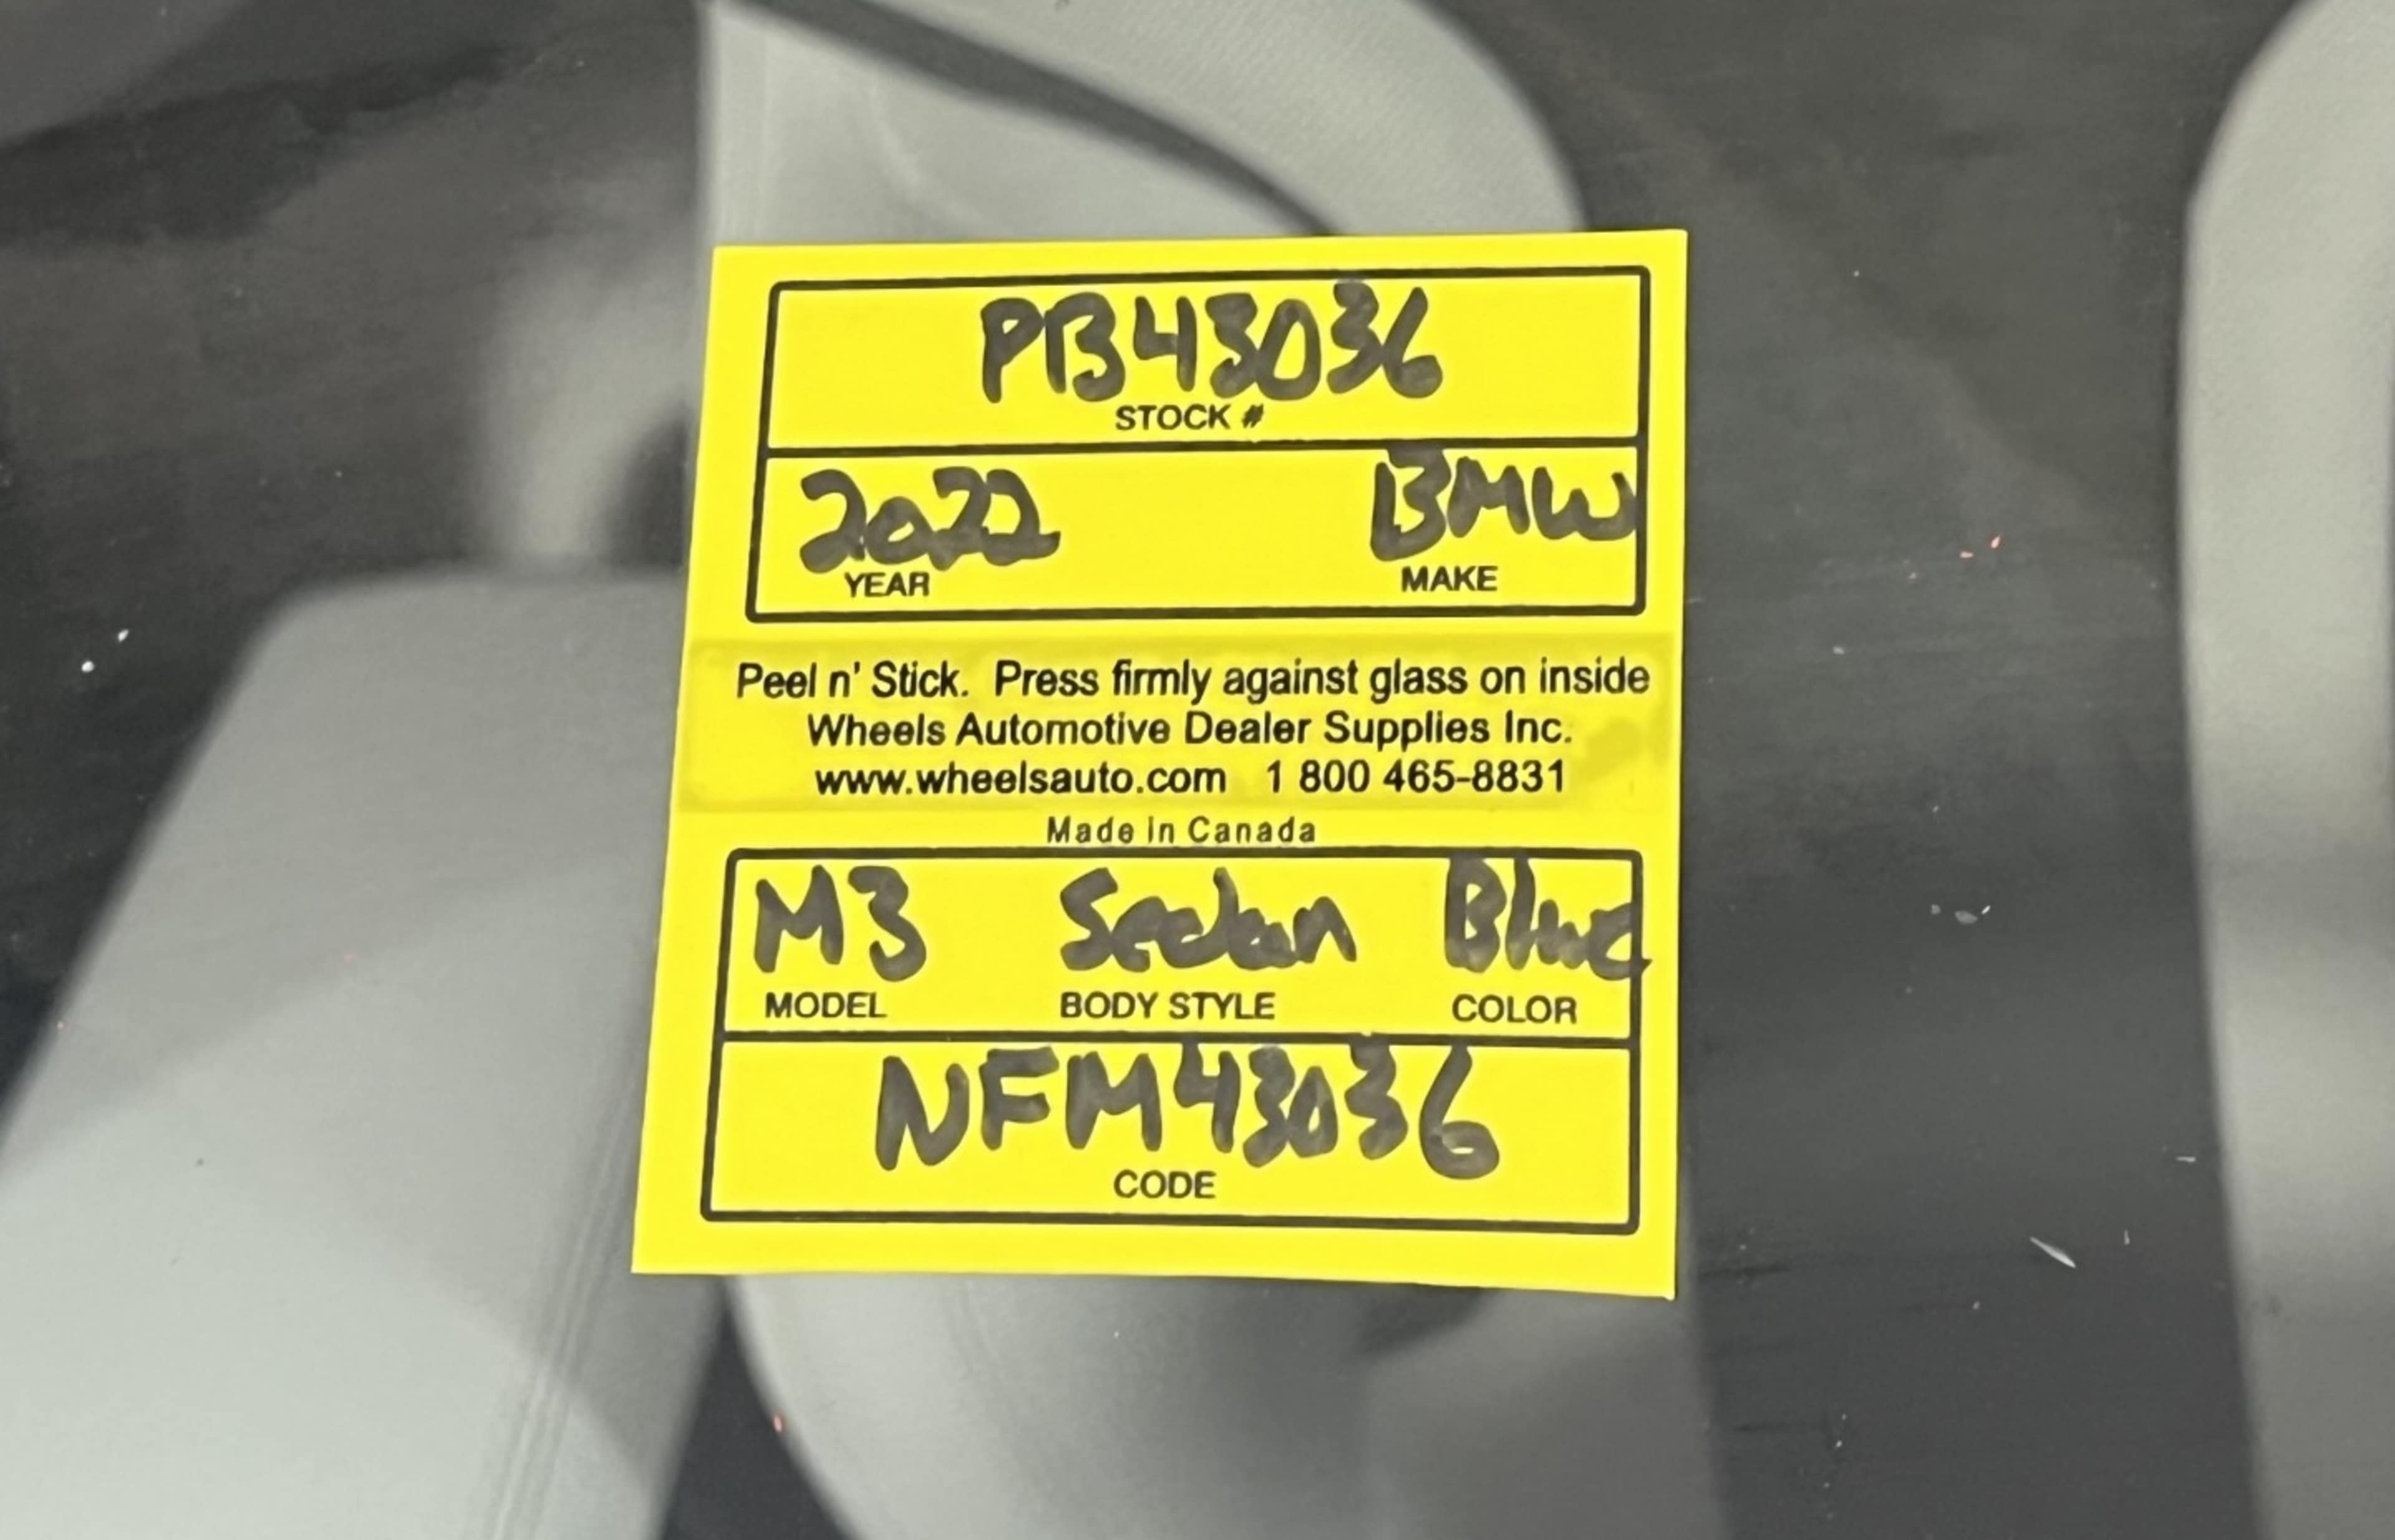 PB43036
STOCK #
2022 BMW
YEAR MAKE
Peel n' Stick. Press firmly against glass on inside
Wheels Automotive Dealer Supplies Inc.
www.wheelsauto.com 1 800 465-8831
Made in Canada
M3 Sedan Blue
MODEL BODY STYLE COLOR
NFM43036
CODE